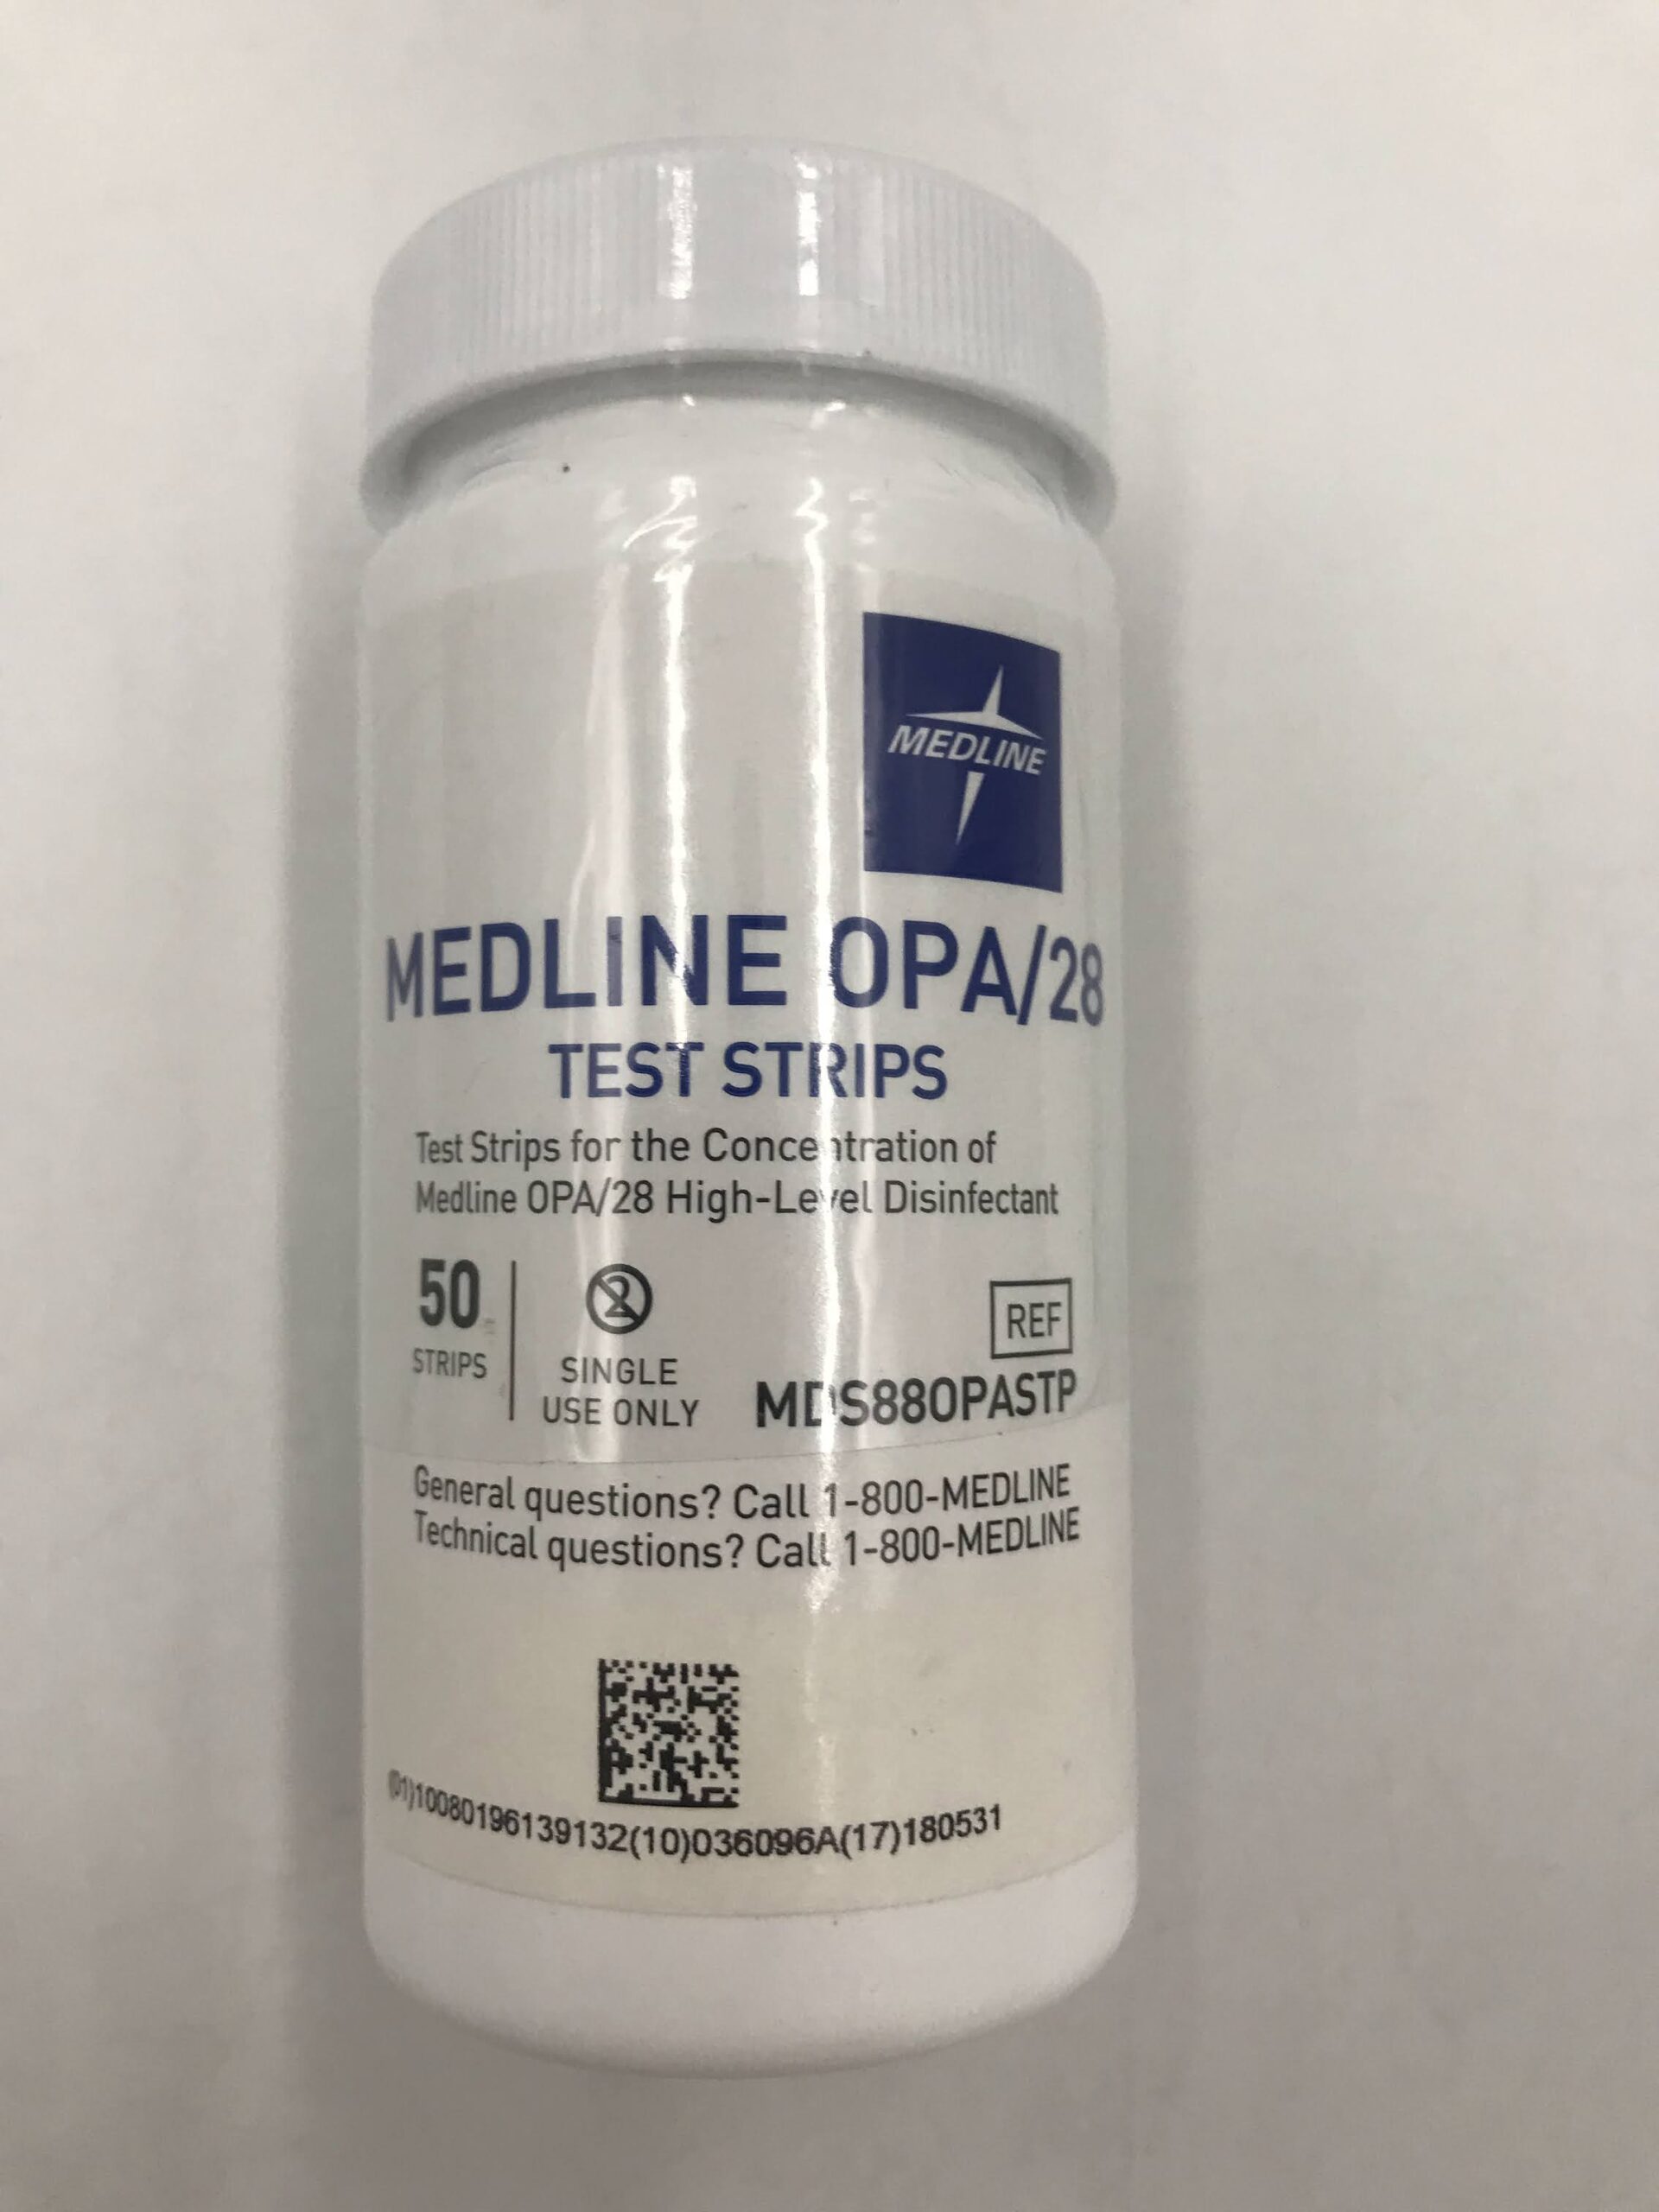 MEDLINE
MEDLINE OPA/28
TEST STRIPS
Test Strips for the Concentration of
Medline OPA/28 High-Level Disinfectant
50
STRIPS
2
SINGLE
USE ONLY
REF
MDS88OPASTP
General questions? Call 1-800-MEDLINE
Technical questions? Call 1-800-MEDLINE
(01)10080196139132(10)036096A(17)180531